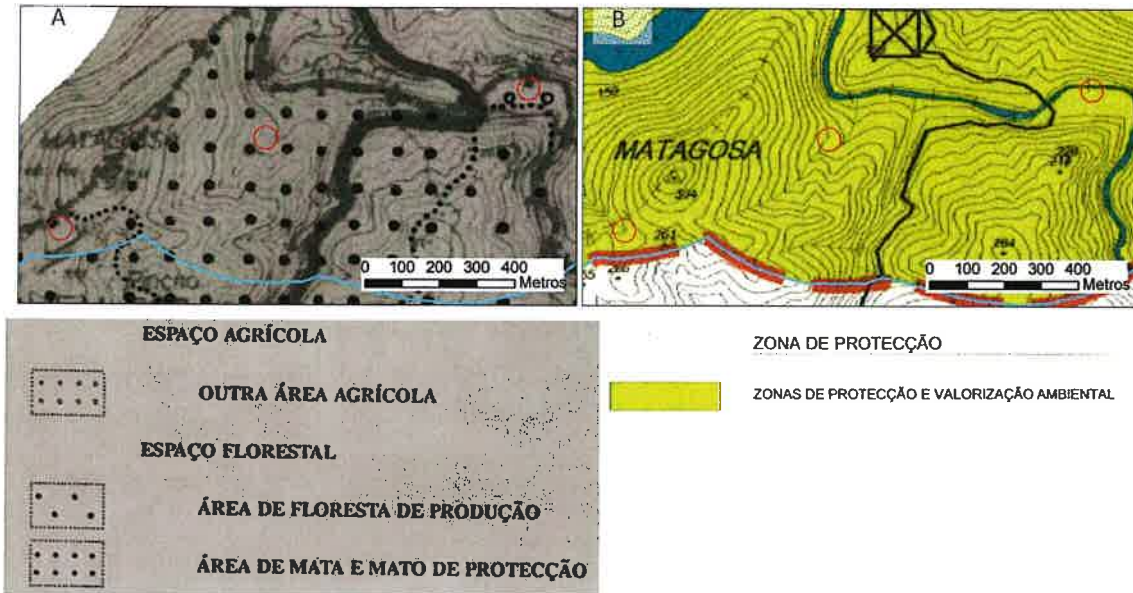 A
MATAGOSA
0 100 200 300 400
Metros
B
150
MATAGOSA
304
261
264
0 100 200 300 400
Metros
ESPAÇO AGRÍCOLA
OUTRA ÁREA AGRÍCOLA
ESPAÇO FLORESTAL
ÁREA DE FLORESTA DE PRODUÇÃO
ÁREA DE MATA E MATO DE PROTECÇÃO
ZONA DE PROTECÇÃO
ZONAS DE PROTECÇÃO E VALORIZAÇÃO AMBIENTAL